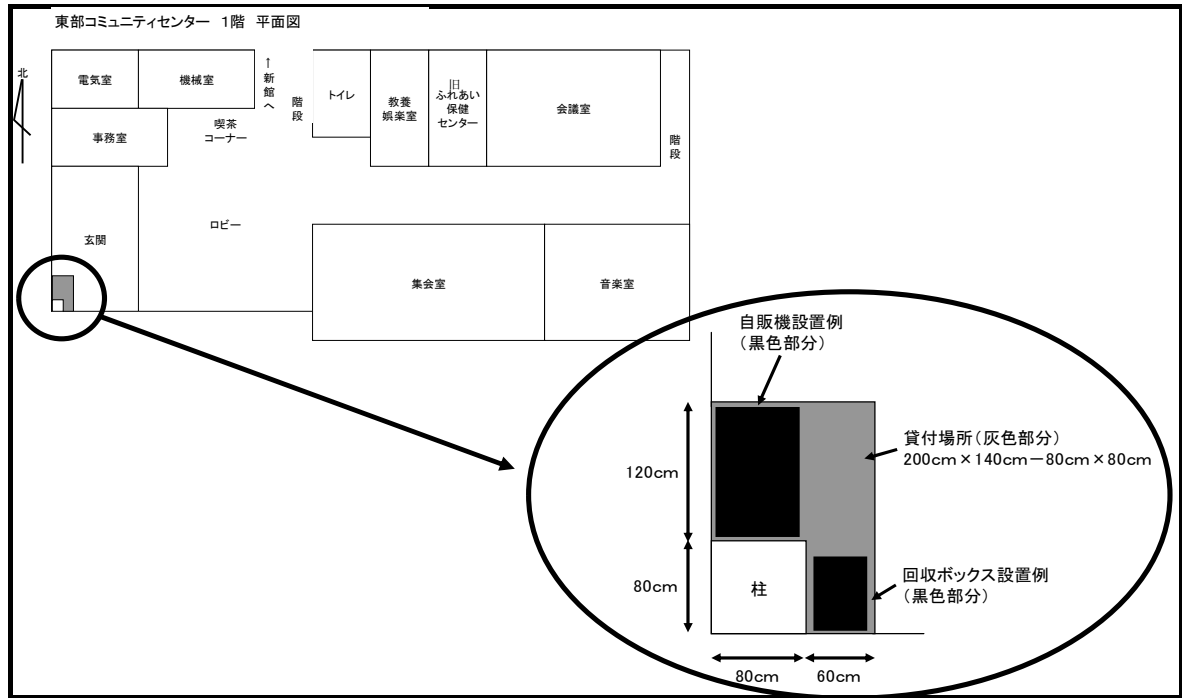 東部コミュニティセンター 1階 平面図
北
電気室
機械室
↑
新
館
へ
階
段
トイレ
教養
娯楽室
旧
ふれあい
保健
センター
会議室
階
段
事務室
喫茶
コーナー
玄関
ロビー
集会室
音楽室
自販機設置例
(黒色部分)
120cm
貸付場所(灰色部分)
200cm×140cm-80cm×80cm
80cm
柱
回収ボックス設置例
(黒色部分)
80cm
60cm